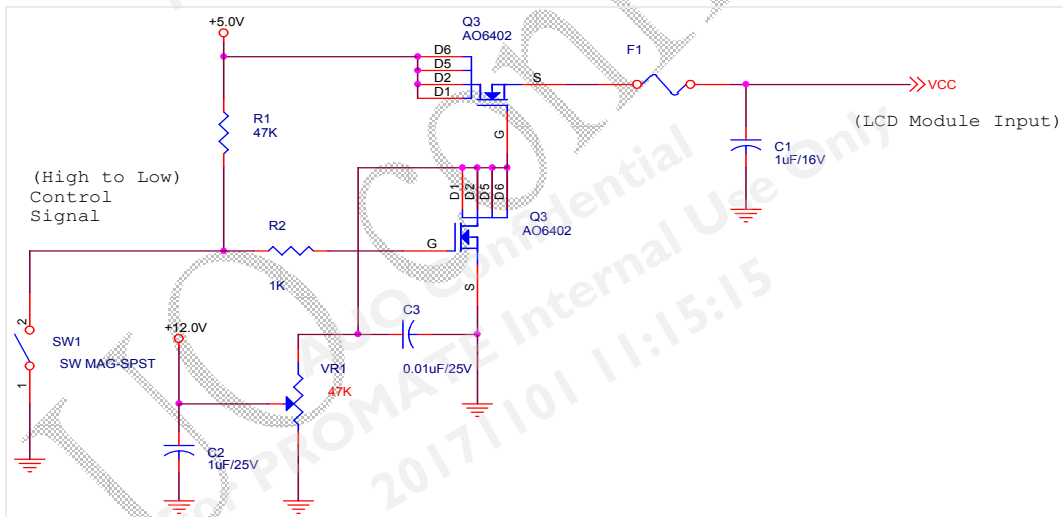 +5.0V
Q3
AO6402
D6
D5
D2
D1
S
G
F1
VCC
(LCD Module Input)
C1
1uF/16V
R1
47K
(High to Low)
Control
Signal
D1
D2
D5
D6
Q3
AO6402
G
S
R2
1K
+12.0V
C3
0.01uF/25V
2
SW1
SW MAG-SPST
1
VR1
47K
C2
1uF/25V
AUO Confidential
For PROMATE Internal Use Only
20171101 11:15:15